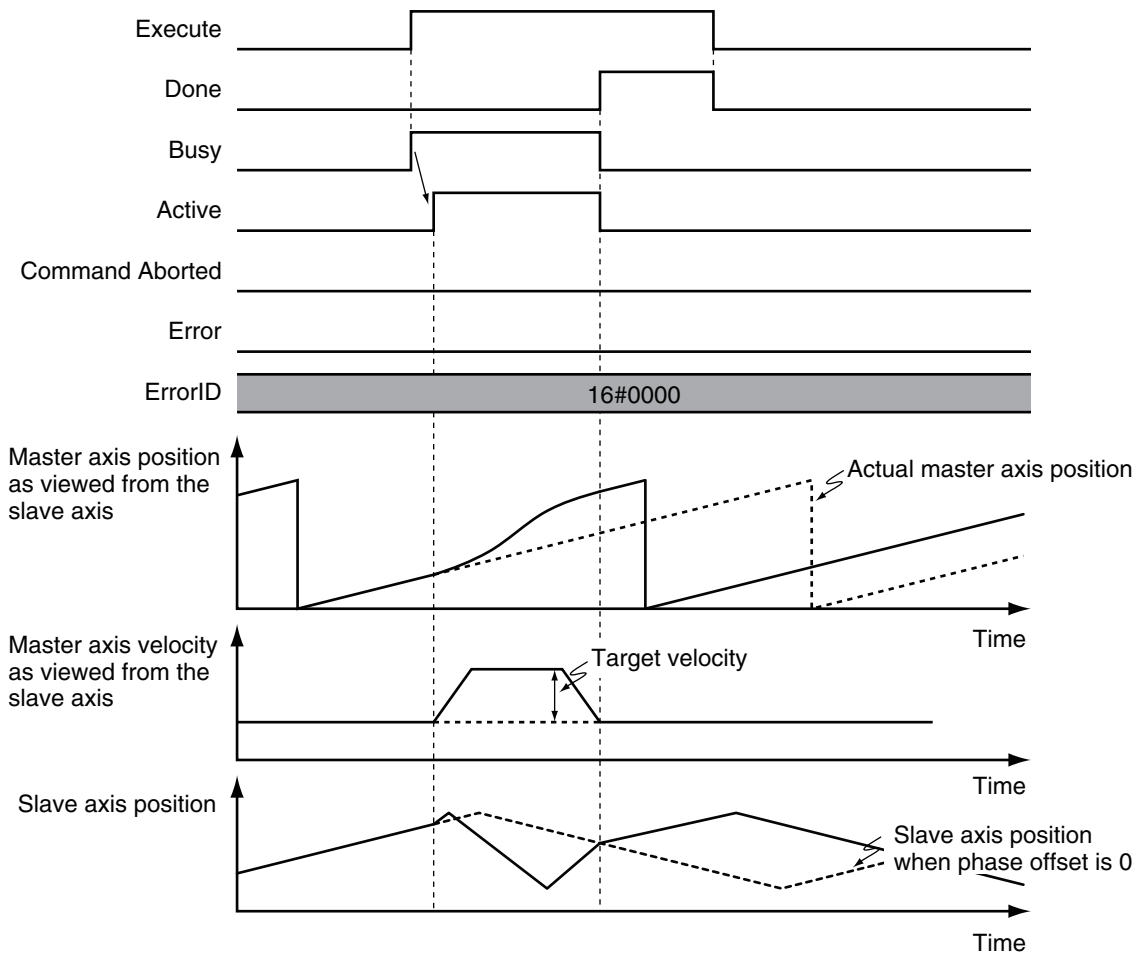 Execute
Done
Busy
Active
Command Aborted
Error
ErrorID
16#0000
Master axis position
as viewed from the
slave axis
Actual master axis position
Time
Master axis velocity
as viewed from the
slave axis
Target velocity
Time
Slave axis position
Slave axis position
when phase offset is 0
Time